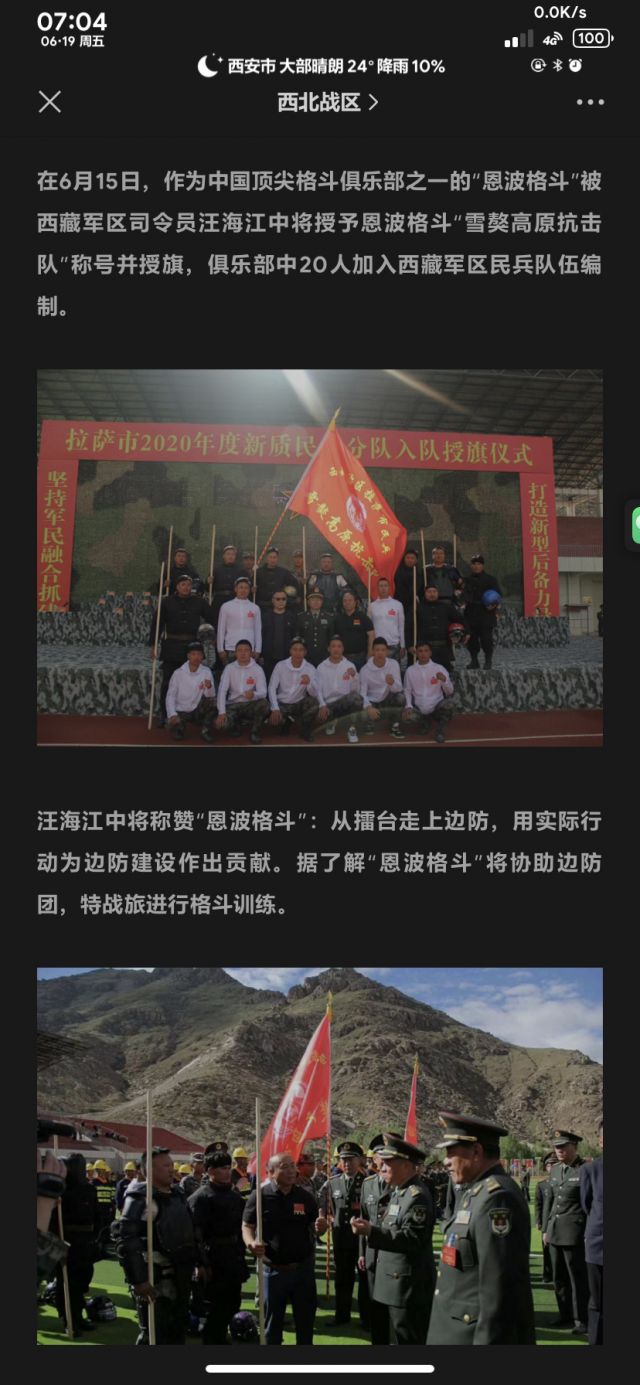 07:04
06·19 周五
0.0K/s
4G
100
西安市 大部晴朗 24° 降雨 10%
西北战区
在6月15日，作为中国顶尖格斗俱乐部之一的“恩波格斗”被
西藏军区司令员汪海江中将授予恩波格斗“雪獒高原抗击
队”称号并授旗，俱乐部中20人加入西藏军区民兵队伍编
制。
拉萨市2020年度新质民 分队入队授旗仪式
坚持军民融合抓
打造新型后备力
雪獒高原抗击
汪海江中将称赞“恩波格斗”：从擂台走上边防，用实际行
动为边防建设作出贡献。据了解“恩波格斗”将协助边防
团，特战旅进行格斗训练。